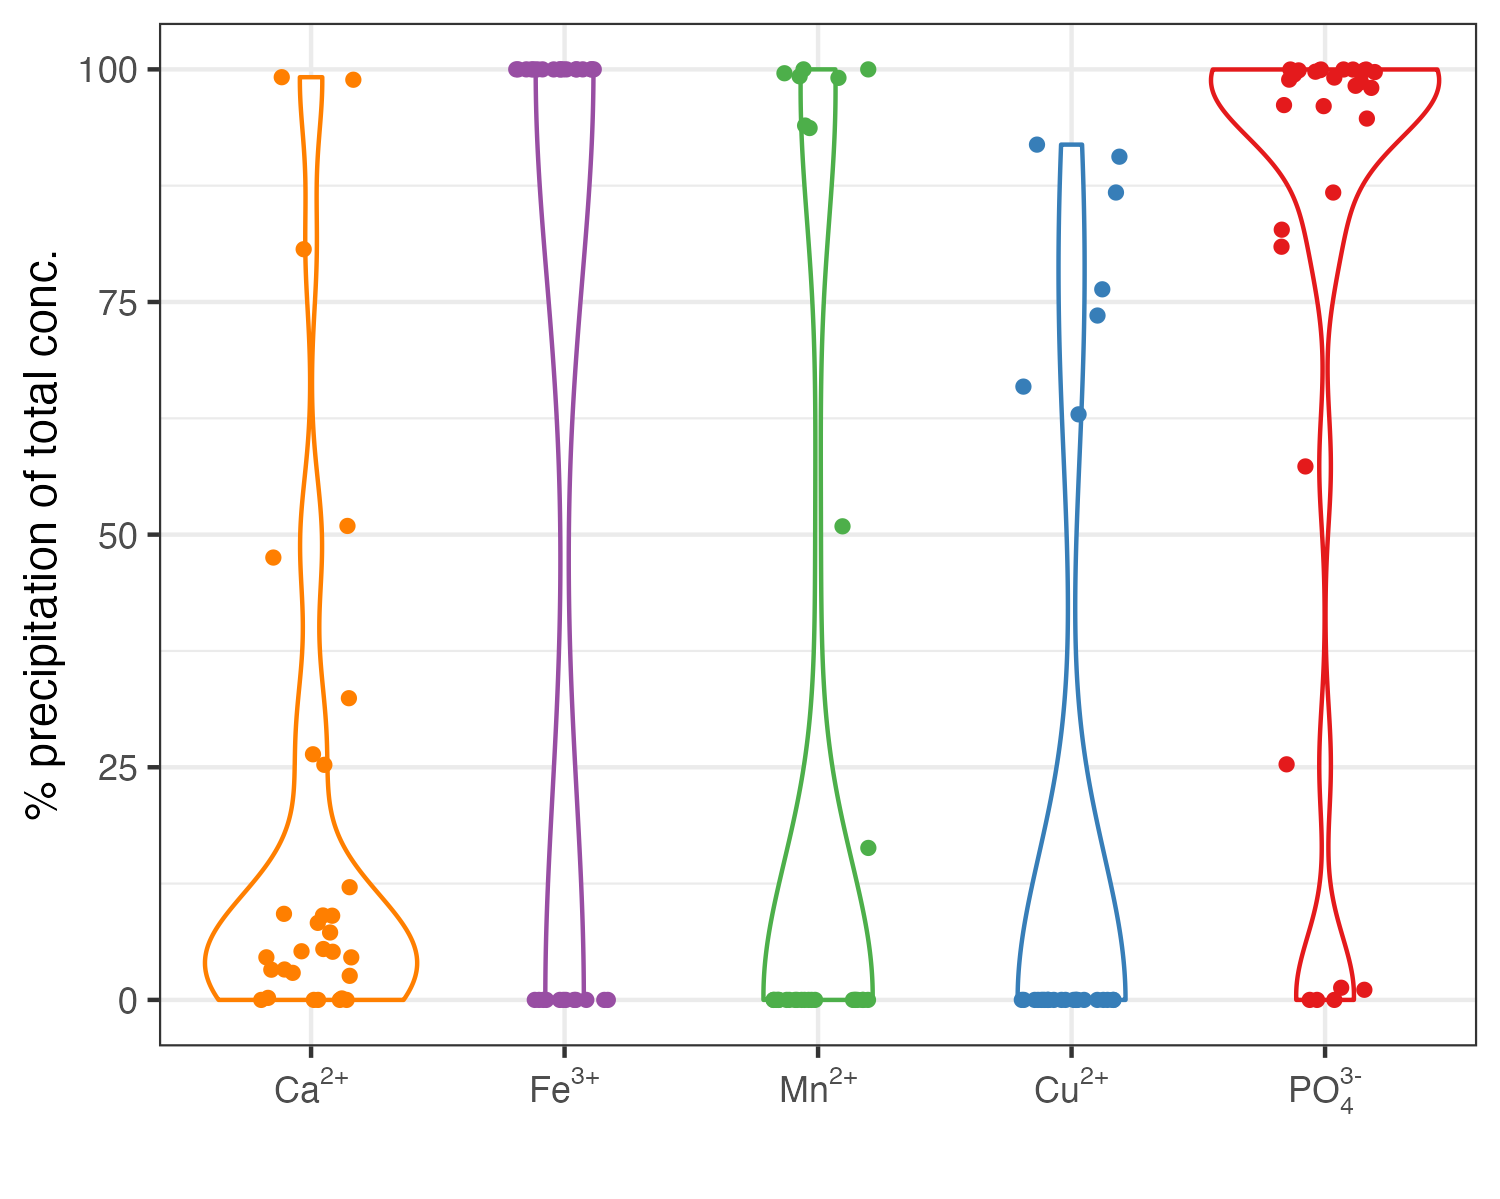 % precipitation of total conc.
100
75
50
25
0
Ca²⁺ Fe³⁺ Mn²⁺ Cu²⁺ PO₄³⁻